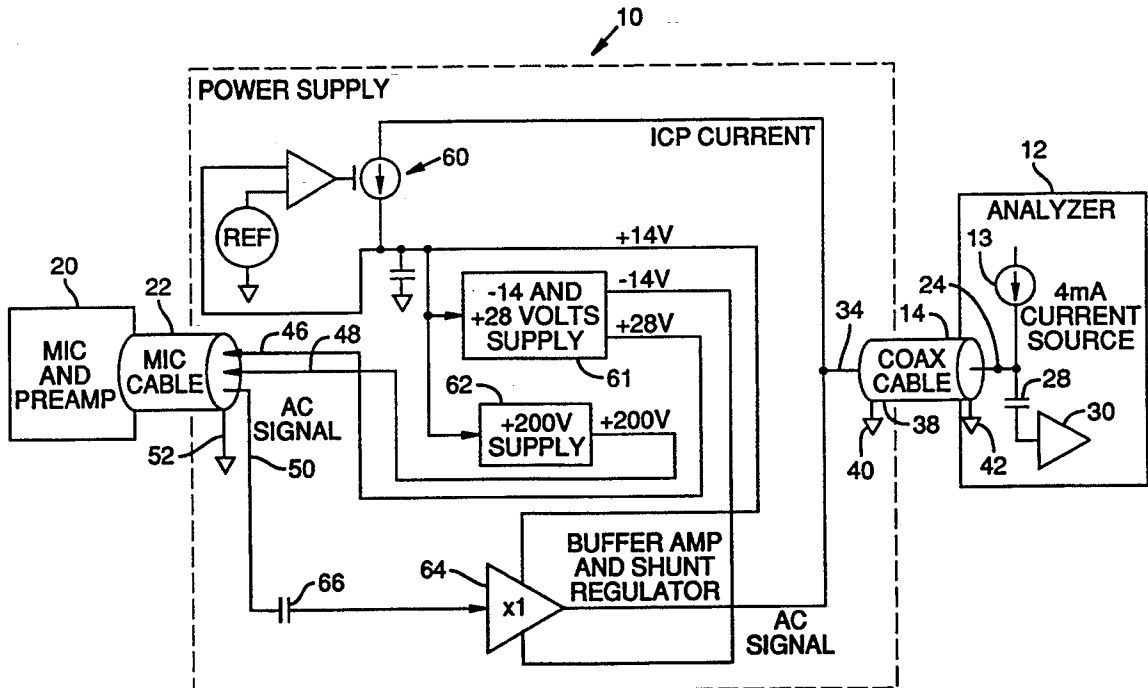 10
POWER SUPPLY
ICP CURRENT
60
12
ANALYZER
REF
+14V
13
20
22
46
48
-14 AND
+28 VOLTS
SUPPLY
-14V
+28V
61
34
24
14
4mA
CURRENT
SOURCE
MIC
AND
PREAMP
MIC
CABLE
COAX
CABLE
28
30
AC
SIGNAL
62
+200V
SUPPLY
+200V
52
50
40
38
42
66
64
x1
BUFFER AMP
AND SHUNT
REGULATOR
AC
SIGNAL